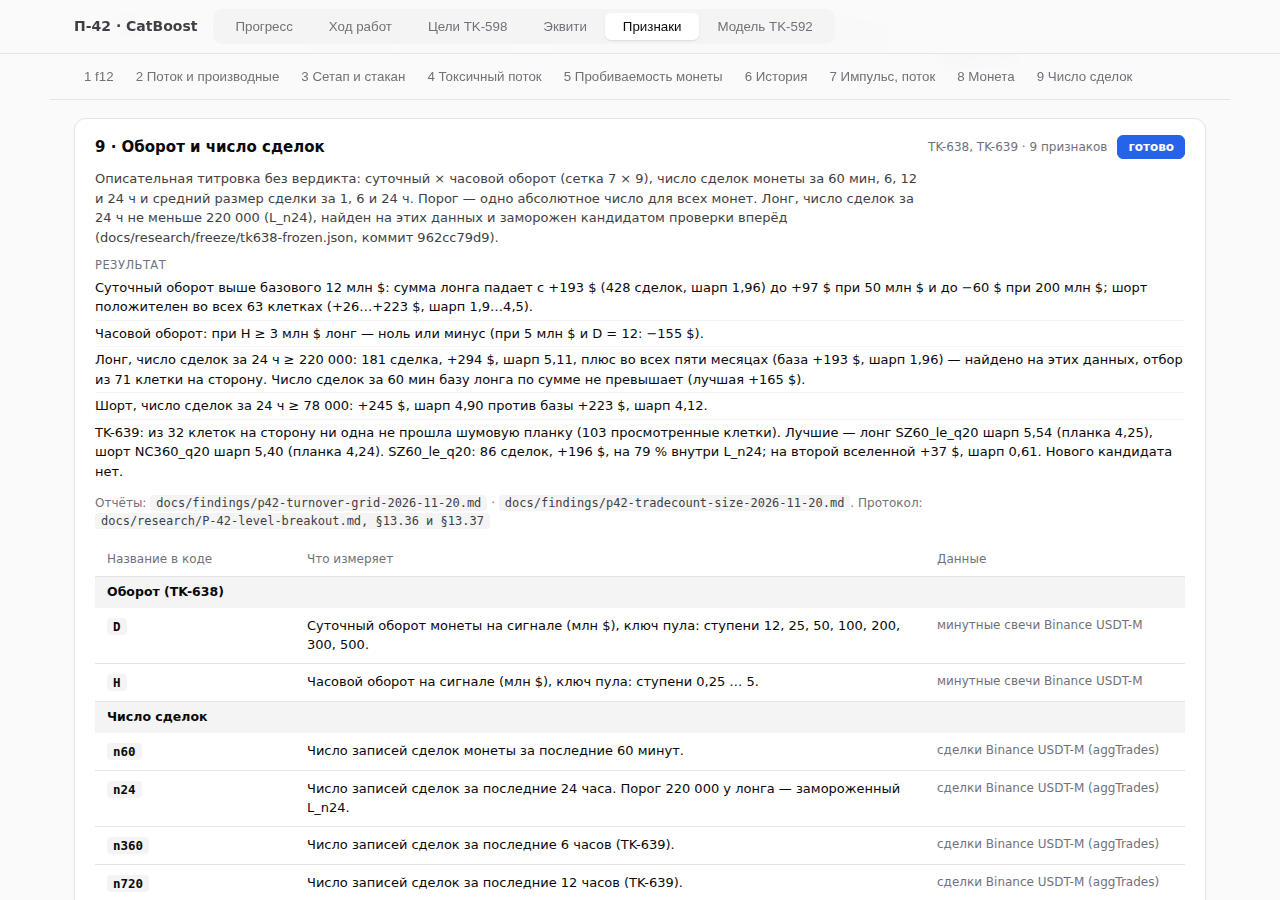 П-42 · CatBoost
Прогресс
Ход работ
Цели TK-598
Эквити
Признаки
Модель TK-592
1 f12
2 Поток и производные
3 Сетап и стакан
4 Токсичный поток
5 Пробиваемость монеты
6 История
7 Импульс, поток
8 Монета
9 Число сделок
9 · Оборот и число сделок
TK-638, TK-639 · 9 признаков
готово
Описательная титровка без вердикта: суточный × часовой оборот (сетка 7 × 9), число сделок монеты за 60 мин, 6, 12
и 24 ч и средний размер сделки за 1, 6 и 24 ч. Порог — одно абсолютное число для всех монет. Лонг, число сделок за
24 ч не меньше 220 000 (L_n24), найден на этих данных и заморожен кандидатом проверки вперёд
(docs/research/freeze/tk638-frozen.json, коммит 962cc79d9).
РЕЗУЛЬТАТ
Суточный оборот выше базового 12 млн $: сумма лонга падает с +193 $ (428 сделок, шарп 1,96) до +97 $ при 50 млн $ и до −60 $ при 200 млн $; шорт
положителен во всех 63 клетках (+26…+223 $, шарп 1,9…4,5).
Часовой оборот: при H ≥ 3 млн $ лонг — ноль или минус (при 5 млн $ и D = 12: −155 $).
Лонг, число сделок за 24 ч ≥ 220 000: 181 сделка, +294 $, шарп 5,11, плюс во всех пяти месяцах (база +193 $, шарп 1,96) — найдено на этих данных, отбор
из 71 клетки на сторону. Число сделок за 60 мин базу лонга по сумме не превышает (лучшая +165 $).
Шорт, число сделок за 24 ч ≥ 78 000: +245 $, шарп 4,90 против базы +223 $, шарп 4,12.
TK-639: из 32 клеток на сторону ни одна не прошла шумовую планку (103 просмотренные клетки). Лучшие — лонг SZ60_le_q20 шарп 5,54 (планка 4,25),
шорт NC360_q20 шарп 5,40 (планка 4,24). SZ60_le_q20: 86 сделок, +196 $, на 79 % внутри L_n24; на второй вселенной +37 $, шарп 0,61. Нового кандидата
нет.
Отчёты: docs/findings/p42-turnover-grid-2026-11-20.md · docs/findings/p42-tradecount-size-2026-11-20.md. Протокол:
docs/research/P-42-level-breakout.md, §13.36 и §13.37
Название в коде
Что измеряет
Данные
Оборот (TK-638)
D
Суточный оборот монеты на сигнале (млн $), ключ пула: ступени 12, 25, 50, 100, 200,
300, 500.
минутные свечи Binance USDT-M
H
Часовой оборот на сигнале (млн $), ключ пула: ступени 0,25 … 5.
минутные свечи Binance USDT-M
Число сделок
n60
Число записей сделок монеты за последние 60 минут.
сделки Binance USDT-M (aggTrades)
n24
Число записей сделок за последние 24 часа. Порог 220 000 у лонга — замороженный
L_n24.
сделки Binance USDT-M (aggTrades)
n360
Число записей сделок за последние 6 часов (TK-639).
сделки Binance USDT-M (aggTrades)
n720
Число записей сделок за последние 12 часов (TK-639).
сделки Binance USDT-M (aggTrades)